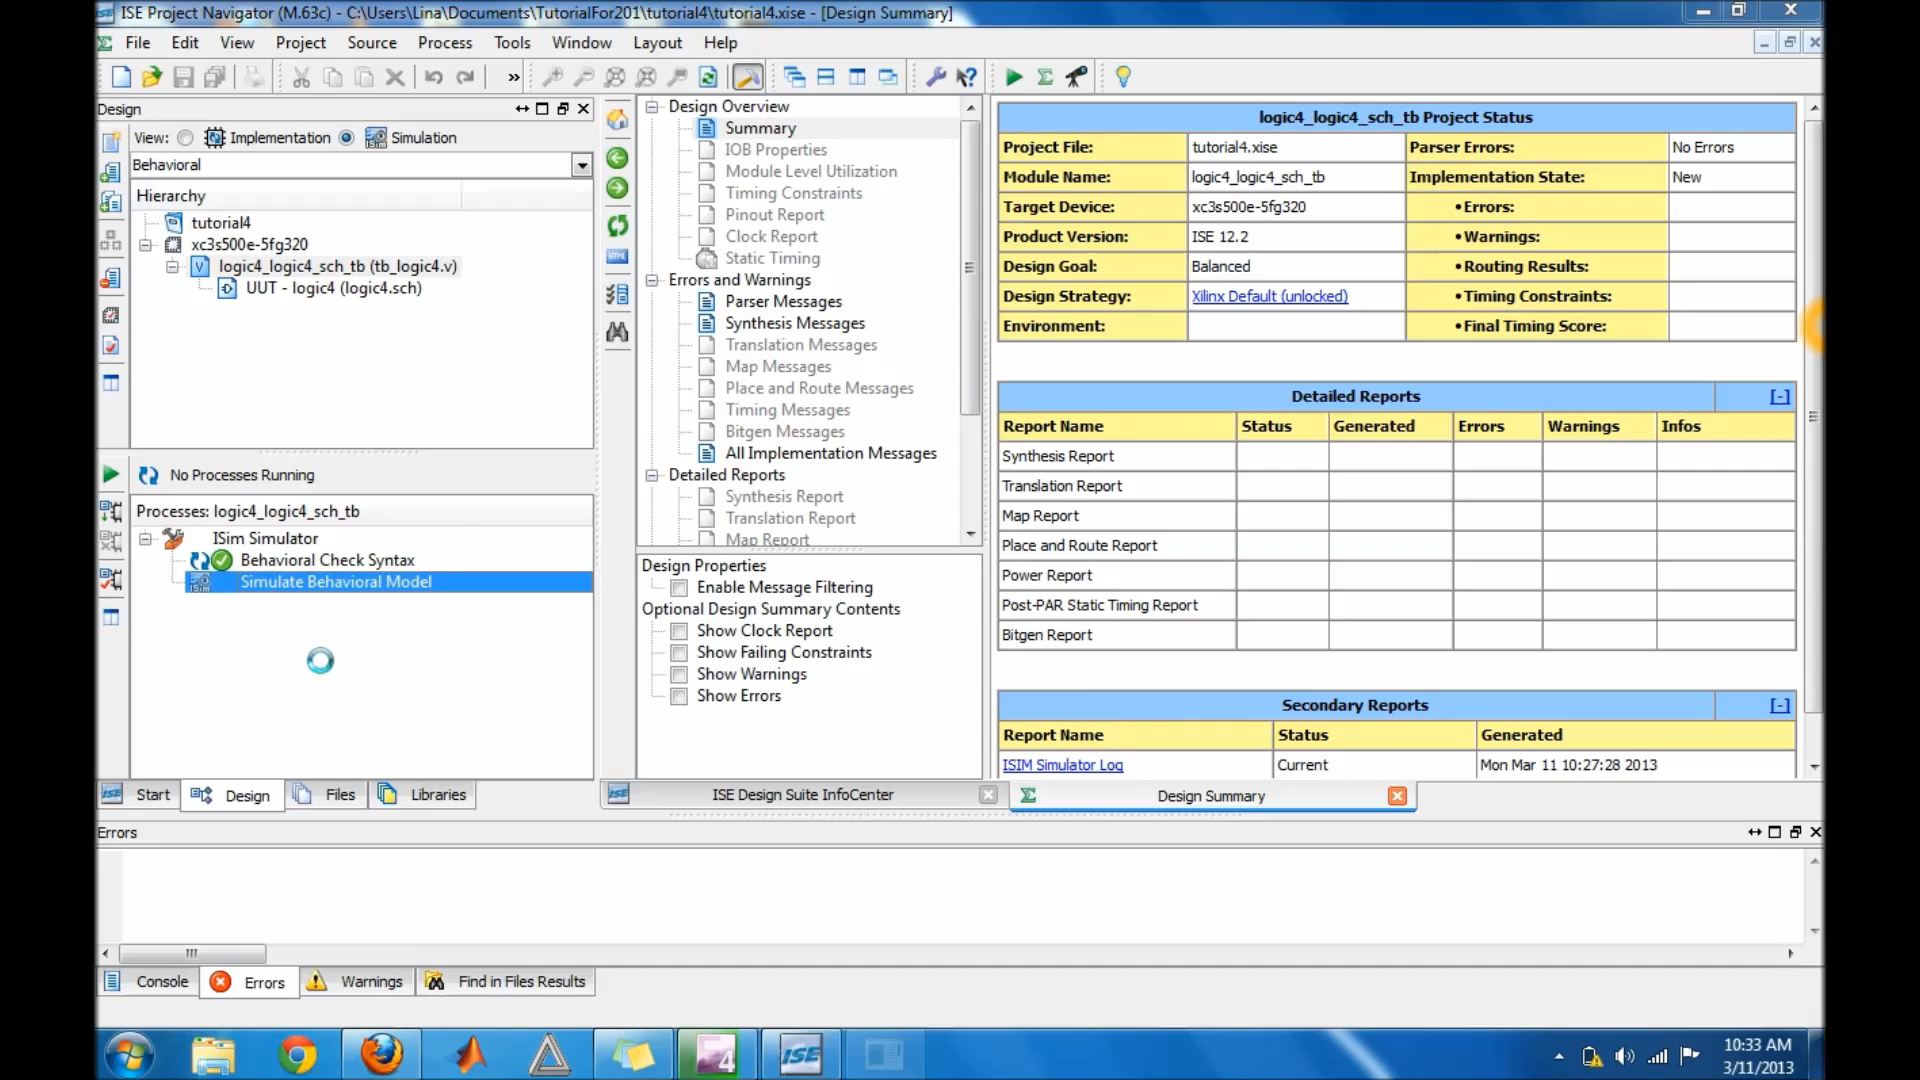 ISE Project Navigator (M.63c) - C:\Users\Lina\Documents\TutorialFor201\tutorial4\tutorial4.xise - [Design Summary]
File Edit View Project Source Process Tools Window Layout Help
Design
View: Implementation Simulation
Behavioral
Hierarchy
tutorial4
xc3s500e-5fg320
logic4_logic4_sch_tb (tb_logic4.v)
UUT - logic4 (logic4.sch)
No Processes Running
Processes: logic4_logic4_sch_tb
ISim Simulator
Behavioral Check Syntax
Simulate Behavioral Model
Start Design Files Libraries
Design Overview
Summary
IOB Properties
Module Level Utilization
Timing Constraints
Pinout Report
Clock Report
Static Timing
Errors and Warnings
Parser Messages
Synthesis Messages
Translation Messages
Map Messages
Place and Route Messages
Timing Messages
Bitgen Messages
All Implementation Messages
Detailed Reports
Synthesis Report
Translation Report
Map Report
Design Properties
Enable Message Filtering
Optional Design Summary Contents
Show Clock Report
Show Failing Constraints
Show Warnings
Show Errors
ISE Design Suite InfoCenter
Design Summary
logic4_logic4_sch_tb Project Status
Project File: tutorial4.xise Parser Errors: No Errors
Module Name: logic4_logic4_sch_tb Implementation State: New
Target Device: xc3s500e-5fg320 •Errors:
Product Version: ISE 12.2 •Warnings:
Design Goal: Balanced •Routing Results:
Design Strategy: Xilinx Default (unlocked) •Timing Constraints:
Environment: •Final Timing Score:
Detailed Reports [-]
Report Name Status Generated Errors Warnings Infos
Synthesis Report
Translation Report
Map Report
Place and Route Report
Power Report
Post-PAR Static Timing Report
Bitgen Report
Secondary Reports [-]
Report Name Status Generated
ISIM Simulator Log Current Mon Mar 11 10:27:28 2013
Errors
Console Errors Warnings Find in Files Results
ISE
10:33 AM
3/11/2013